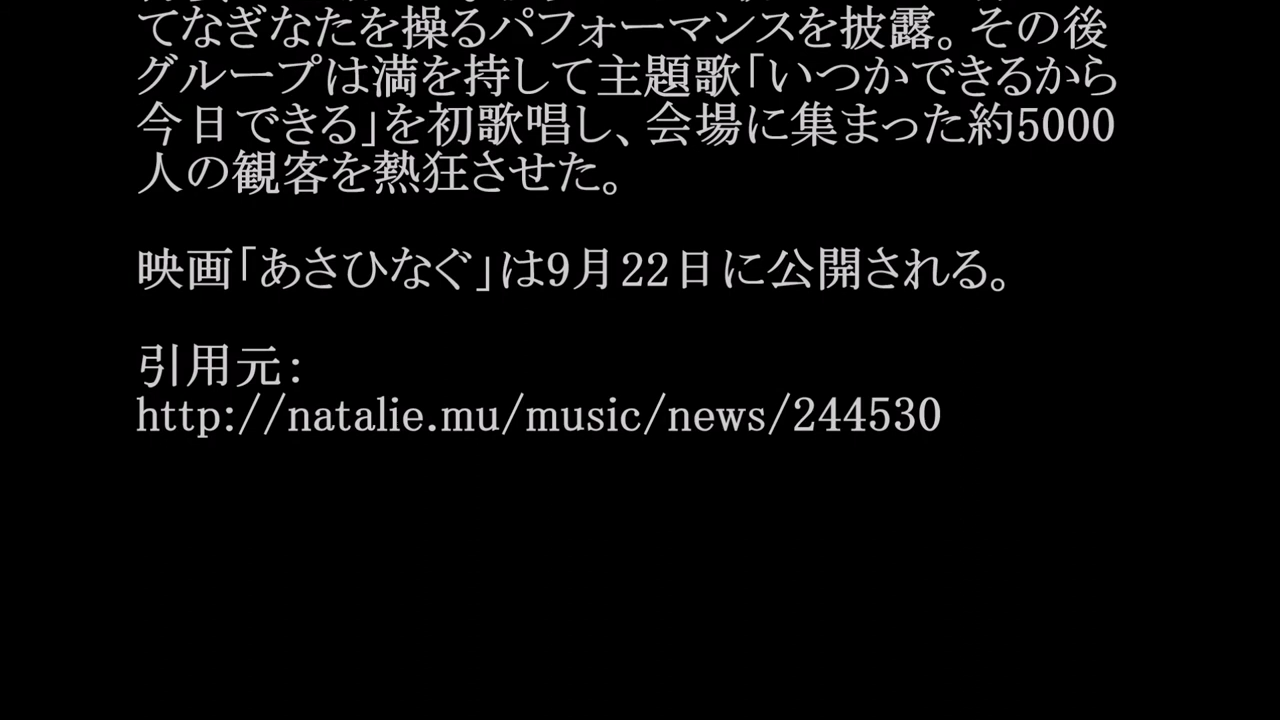 てなぎなたを操るパフォーマンスを披露。その後
グループは満を持して主題歌「いつかできるから
今日できる」を初歌唱し、会場に集まった約5000
人の観客を熱狂させた。
映画「あさひなぐ」は9月22日に公開される。
引用元：
http://natalie.mu/music/news/244530